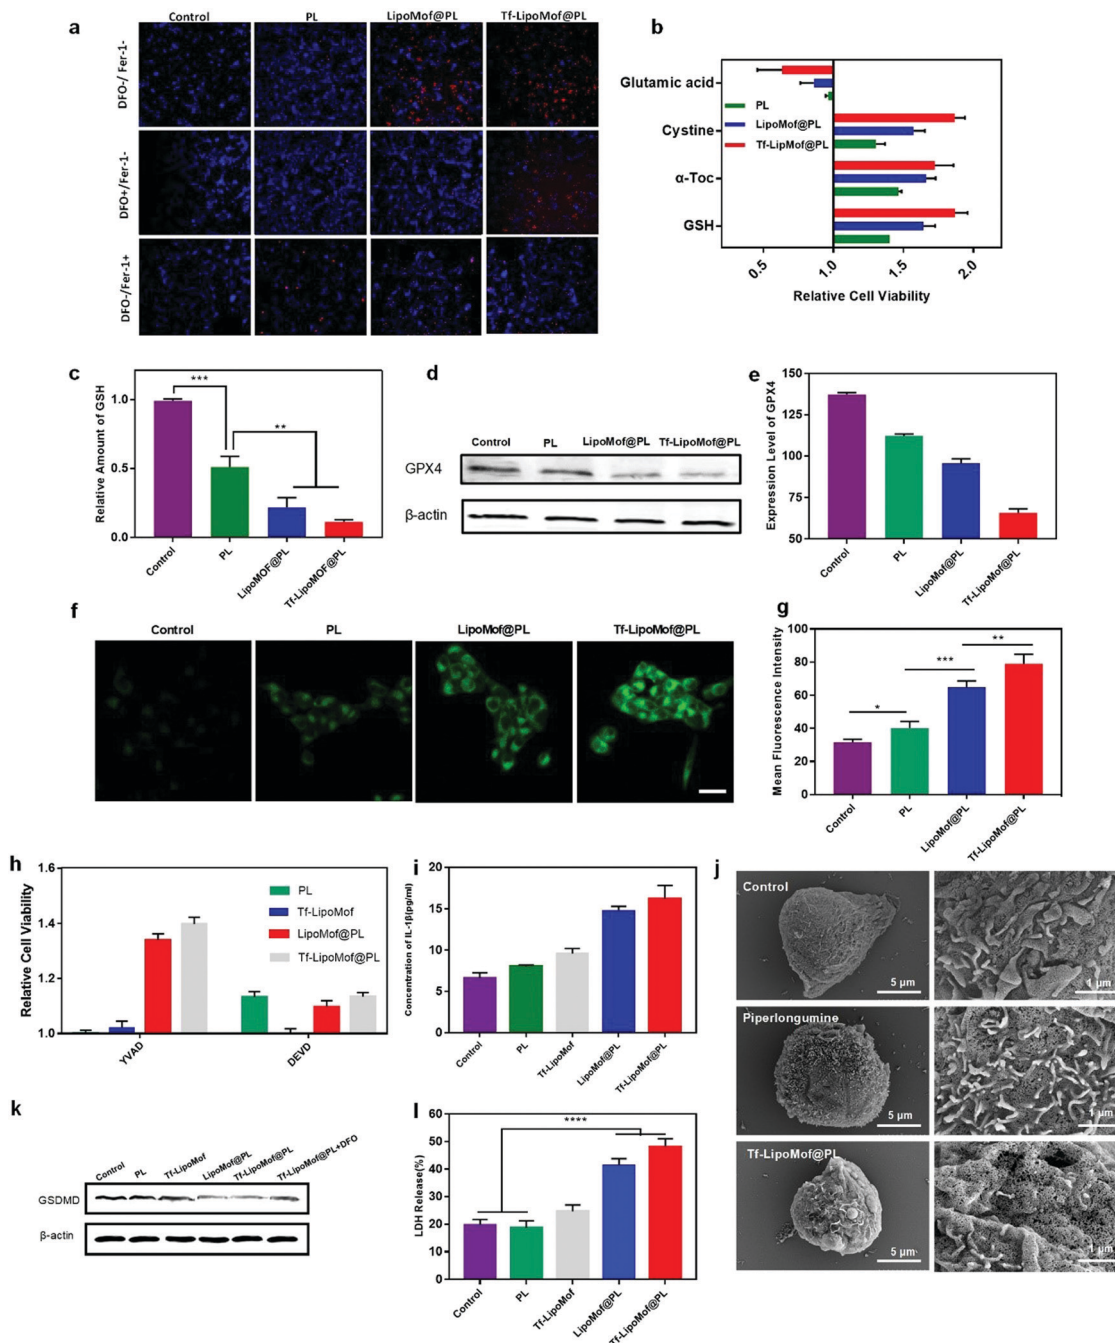 a
Control
PL
LipoMof@PL
Tf-LipoMof@PL
DFO-/ Fer-1-
DFO+/Fer-1-
DFO-/Fer-1+
b
Glutamic acid
Cystine
α-Toc
GSH
PL
LipoMof@PL
Tf-LipMof@PL
0.5
1.0
1.5
2.0
Relative Cell Viability
c
Relative Amount of GSH
1.0
0.5
0.0
***
**
Control
PL
LipoMOF@PL
Tf-LipoMOF@PL
d
Control
PL
LipoMof@PL
Tf-LipoMof@PL
GPX4
β-actin
e
Expression Level of GPX4
150
125
100
75
50
Control
PL
LipoMof@PL
Tf-LipoMof@PL
f
Control
PL
LipoMof@PL
Tf-LipoMof@PL
g
Mean Fluorescence Intensity
100
80
60
40
20
0
*
***
**
Control
PL
LipoMof@PL
Tf-LipoMof@PL
h
Relative Cell Viability
1.6
1.4
1.2
1.0
PL
Tf-LipoMof
LipoMof@PL
Tf-LipoMof@PL
YVAD
DEVD
i
Concentration of IL-1β(pg/ml)
20
15
10
5
0
Control
PL
Tf-LipoMof
LipoMof@PL
Tf-LipoMof@PL
j
Control
5 µm
1 µm
Piperlongumine
5 µm
1 µm
Tf-LipoMof@PL
5 µm
1 µm
k
Control
PL
Tf-LipoMof
LipoMof@PL
Tf-LipoMof@PL
Tf-LipoMof@PL+DFO
GSDMD
β-actin
l
LDH Release(%)
60
50
40
30
20
10
0
****
Control
PL
Tf-LipoMof
LipoMof@PL
Tf-LipoMof@PL